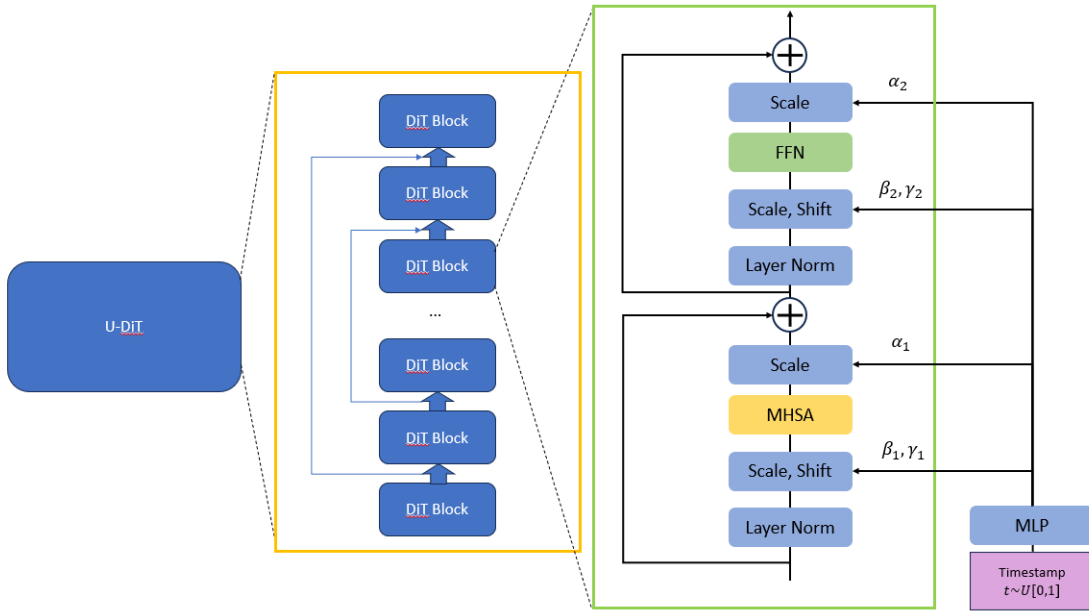 U-DiT
DiT Block
DiT Block
DiT Block
...
DiT Block
DiT Block
DiT Block
Scale
FFN
Scale, Shift
Layer Norm
Scale
MHSA
Scale, Shift
Layer Norm
α₂
β₂, γ₂
α₁
β₁, γ₁
MLP
Timestamp
t~U[0,1]